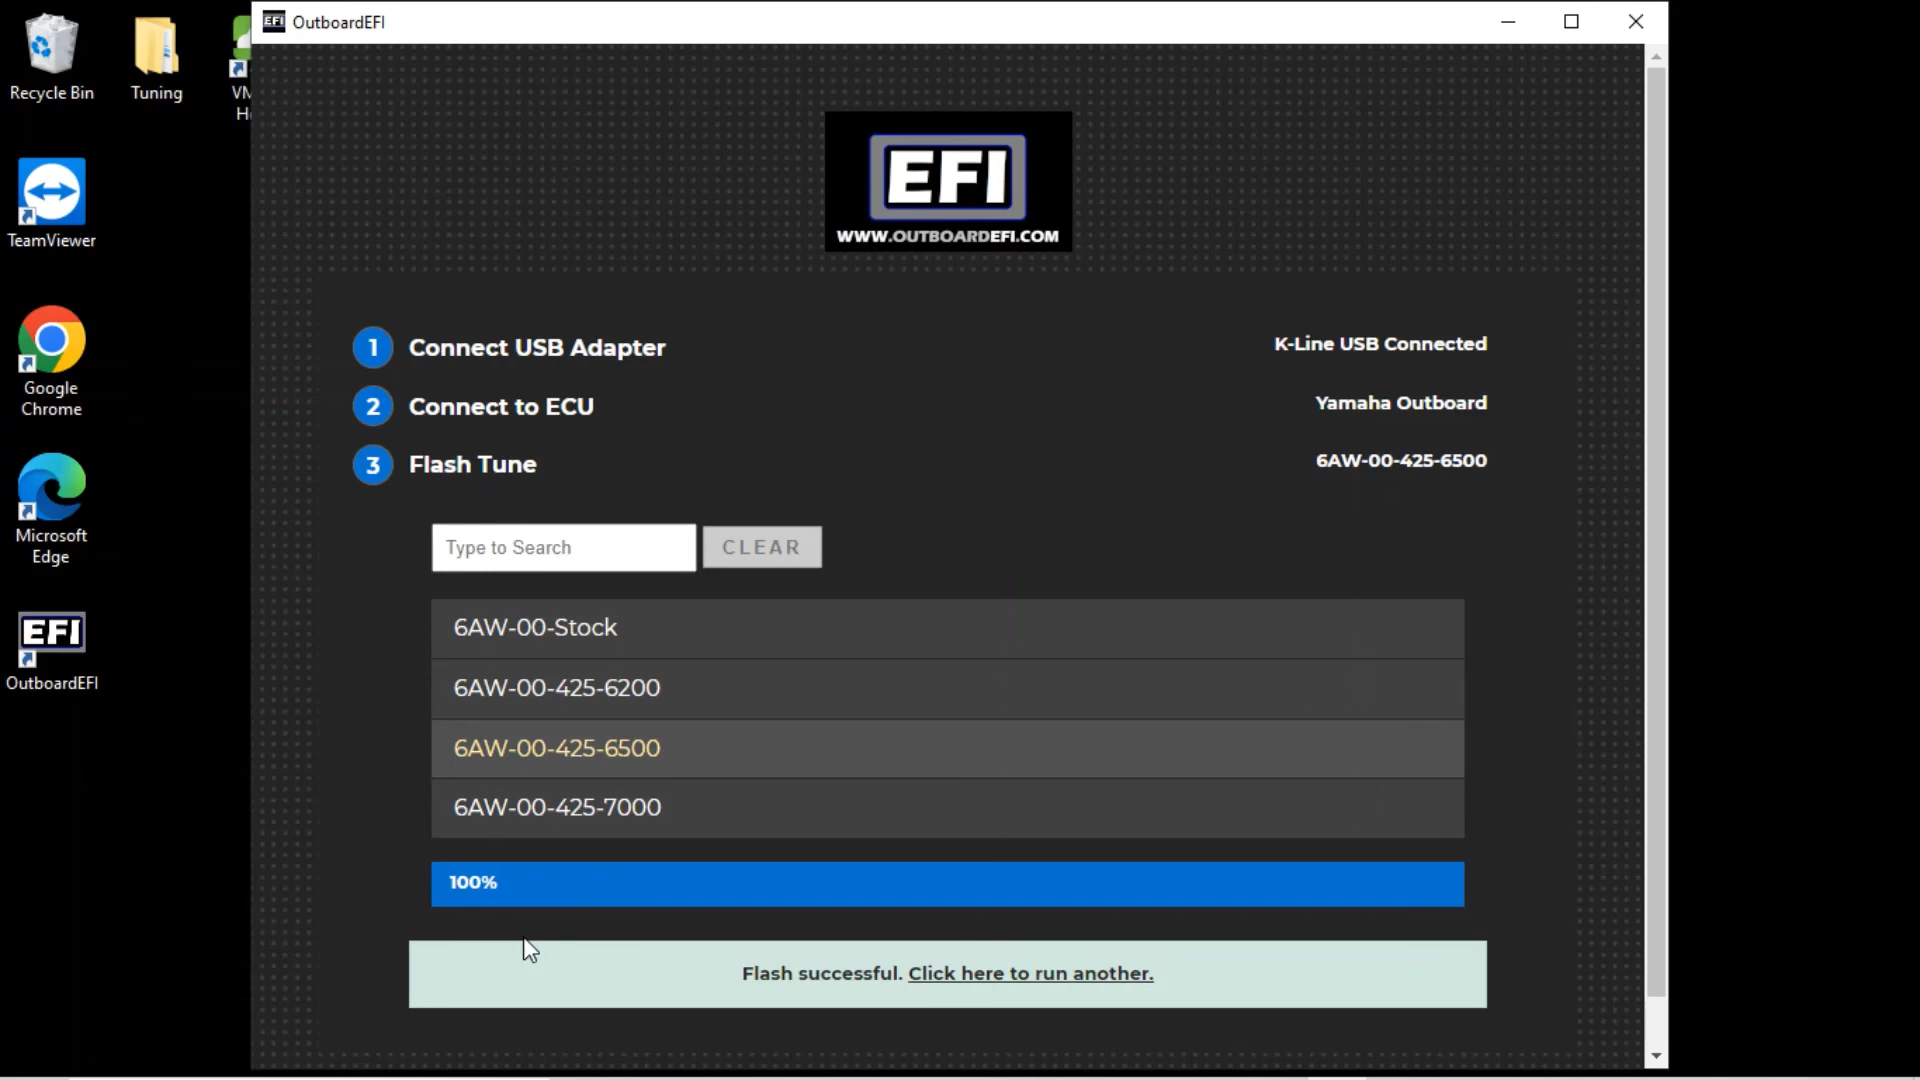 EFI OutboardEFI
Recycle Bin
Tuning
VM
H
TeamViewer
Google
Chrome
Microsoft
Edge
EFI
OutboardEFI
EFI
WWW.OUTBOARDEFI.COM
1 Connect USB Adapter K-Line USB Connected
2 Connect to ECU Yamaha Outboard
3 Flash Tune 6AW-00-425-6500
Type to Search CLEAR
6AW-00-Stock
6AW-00-425-6200
6AW-00-425-6500
6AW-00-425-7000
100%
Flash successful. Click here to run another.